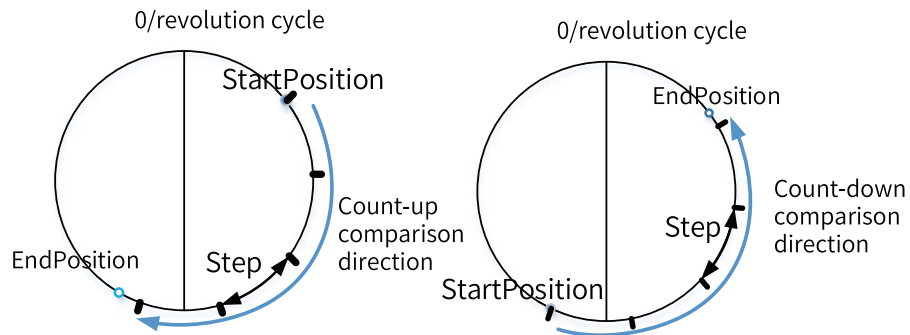 0/revolution cycle
StartPosition
Count-up
comparison
direction
EndPosition
Step
0/revolution cycle
EndPosition
Count-down
comparison
direction
Step
StartPosition